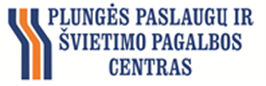 PLUNGĖS PASLAUGŲ IR
ŠVIETIMO PAGALBOS
CENTRAS